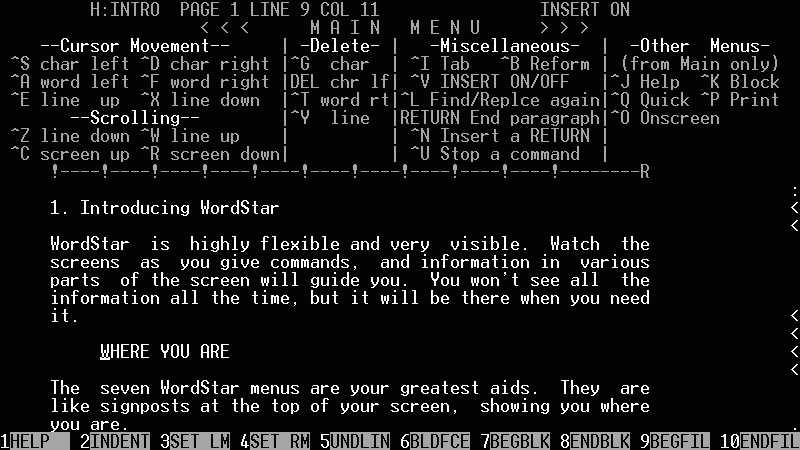 H:INTRO  PAGE 1 LINE 9 COL 11                INSERT ON
< < <      M A I N   M E N U      > > >
--Cursor Movement--     | -Delete-  |   -Miscellaneous-    | -Other  Menus-
^S char left ^D char right |^G  char   | ^I Tab   ^B Reform  | (from Main only)
^A word left ^F word right |DEL chr lf| ^V INSERT ON/OFF    |^J Help  ^K Block
^E line  up  ^X line down  |^T word rt|^L Find/Replce again|^Q Quick ^P Print
--Scrolling--       |^Y  line  |RETURN End paragraph|^O Onscreen
^Z line down ^W line up    |          | ^N Insert a RETURN |
^C screen up ^R screen down|          | ^U Stop a command  |
!----!----!----!----!----!----!----!----!----!----!--------R
:
1. Introducing WordStar <
<
WordStar  is  highly flexible and very  visible.  Watch  the
screens  as  you give commands,  and information in  various
parts  of the screen will guide you.  You won't see all  the
information all the time, but it will be there when you need
it. <
<
WHERE YOU ARE <
<
The  seven WordStar menus are your greatest aids.  They  are
like signposts at the top of your screen,  showing you where
you are. .
1HELP  2INDENT 3SET LM 4SET RM 5UNDLIN 6BLDFCE 7BEGBLK 8ENDBLK 9BEGFIL 10ENDFIL